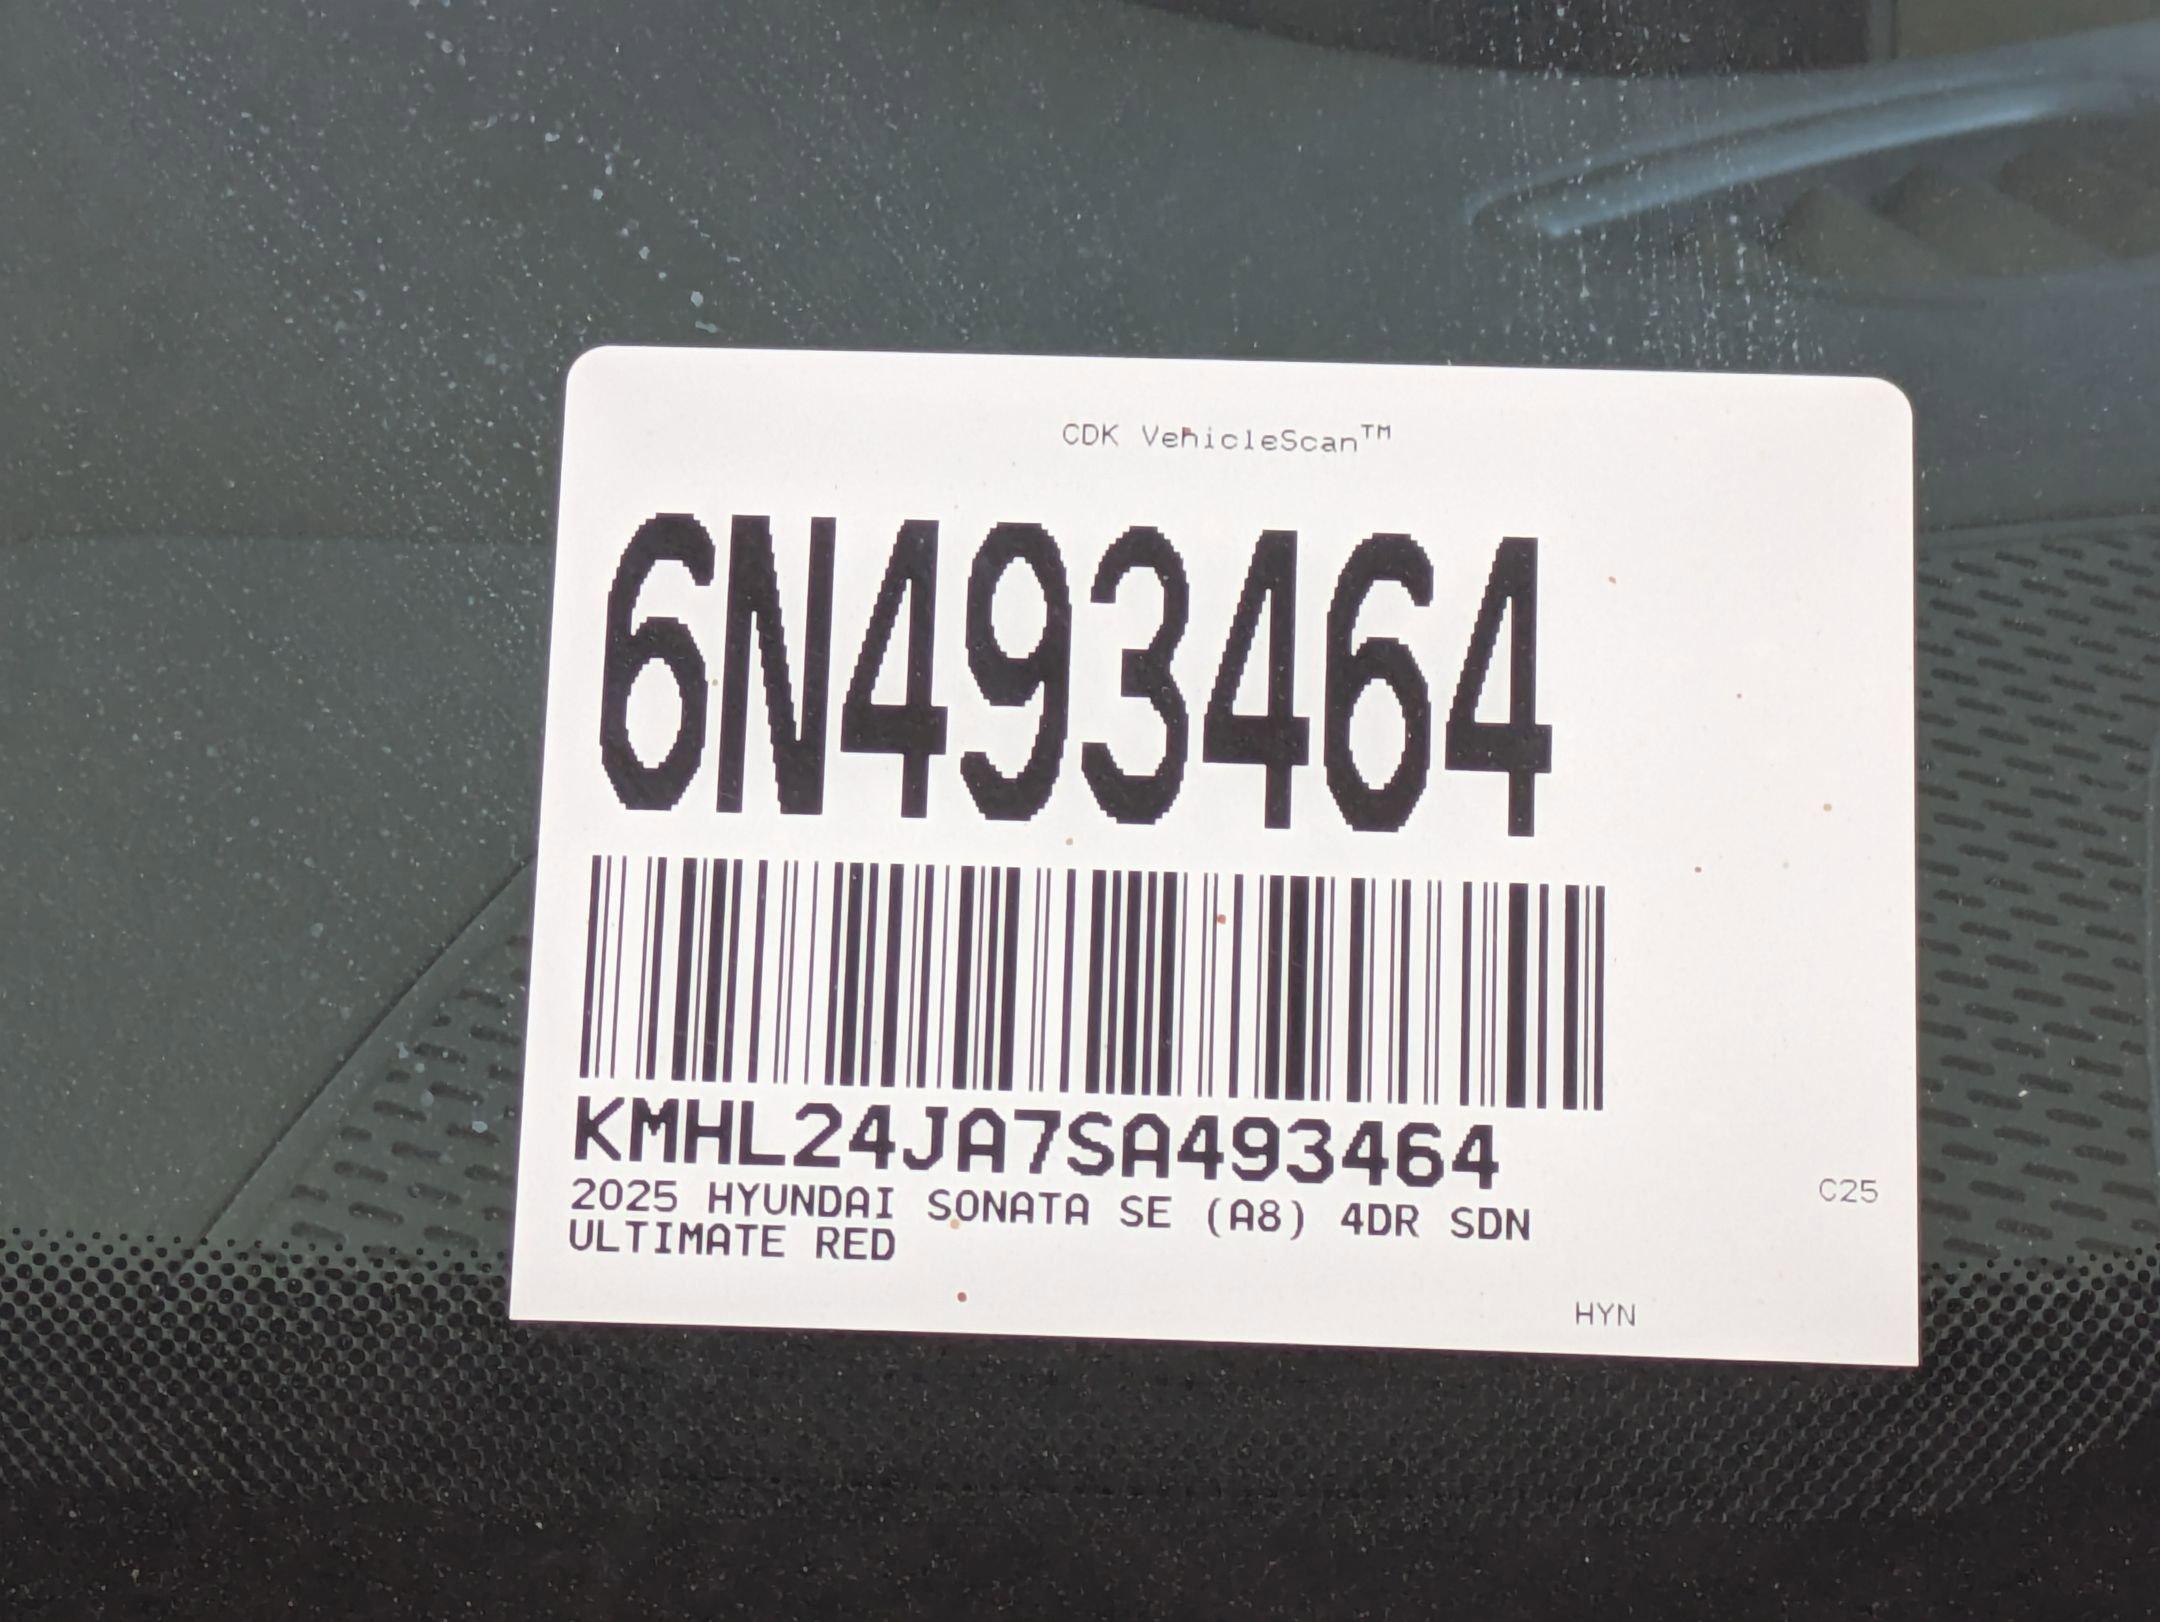 CDK VehicleScan™
6N493464
KMHL24JA7SA493464
2025 HYUNDAI SONATA SE (A8) 4DR SDN
ULTIMATE RED
C25
HYN